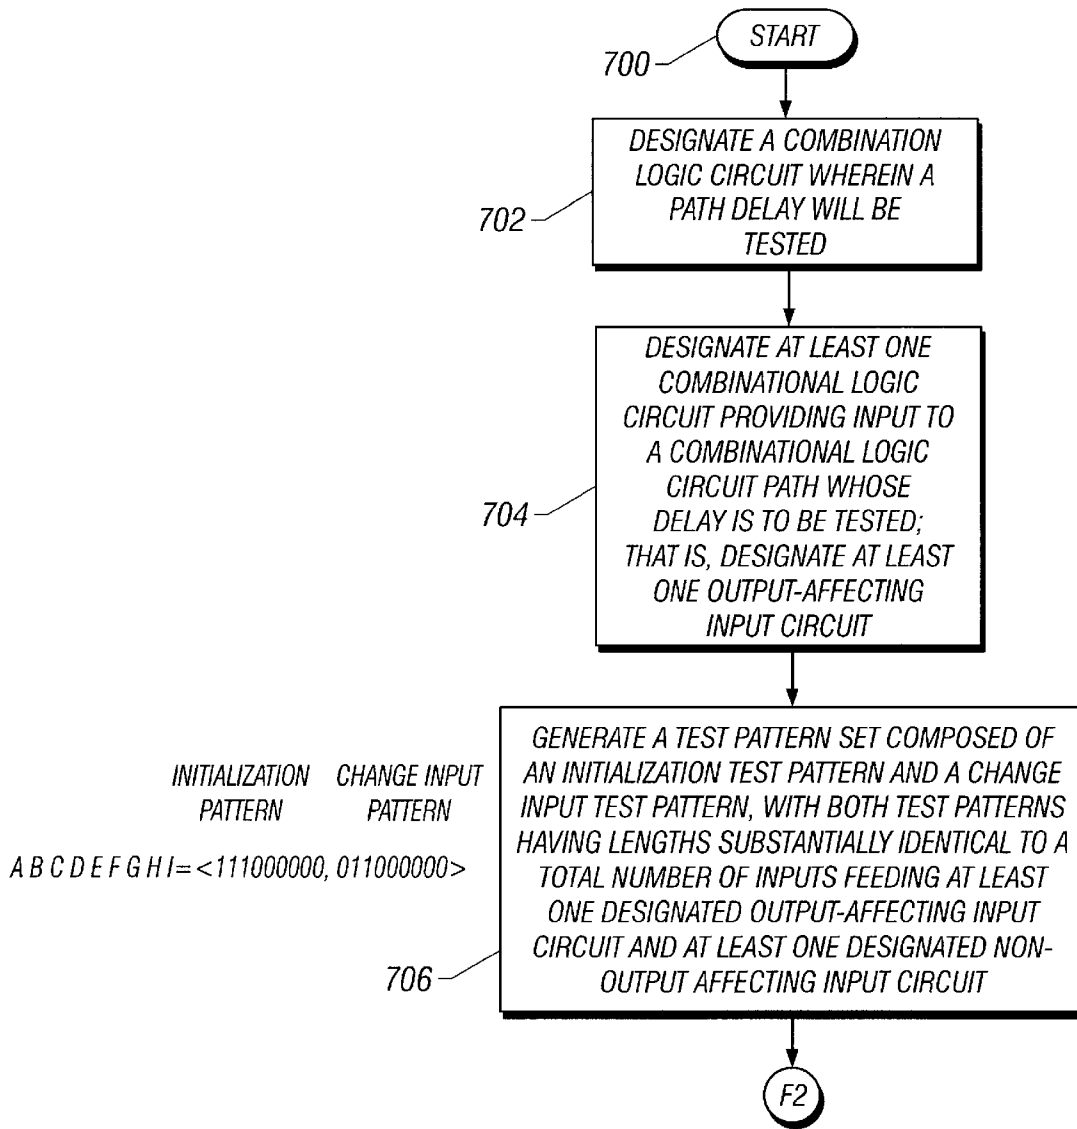 START
700
DESIGNATE A COMBINATION
LOGIC CIRCUIT WHEREIN A
PATH DELAY WILL BE
TESTED
702
DESIGNATE AT LEAST ONE
COMBINATIONAL LOGIC
CIRCUIT PROVIDING INPUT TO
A COMBINATIONAL LOGIC
CIRCUIT PATH WHOSE
DELAY IS TO BE TESTED;
THAT IS, DESIGNATE AT LEAST
ONE OUTPUT-AFFECTING
INPUT CIRCUIT
704
INITIALIZATION
PATTERN
CHANGE INPUT
PATTERN
A B C D E F G H I = <111000000, 011000000>
GENERATE A TEST PATTERN SET COMPOSED OF
AN INITIALIZATION TEST PATTERN AND A CHANGE
INPUT TEST PATTERN, WITH BOTH TEST PATTERNS
HAVING LENGTHS SUBSTANTIALLY IDENTICAL TO A
TOTAL NUMBER OF INPUTS FEEDING AT LEAST
ONE DESIGNATED OUTPUT-AFFECTING INPUT
CIRCUIT AND AT LEAST ONE DESIGNATED NON-
OUTPUT AFFECTING INPUT CIRCUIT
706
F2